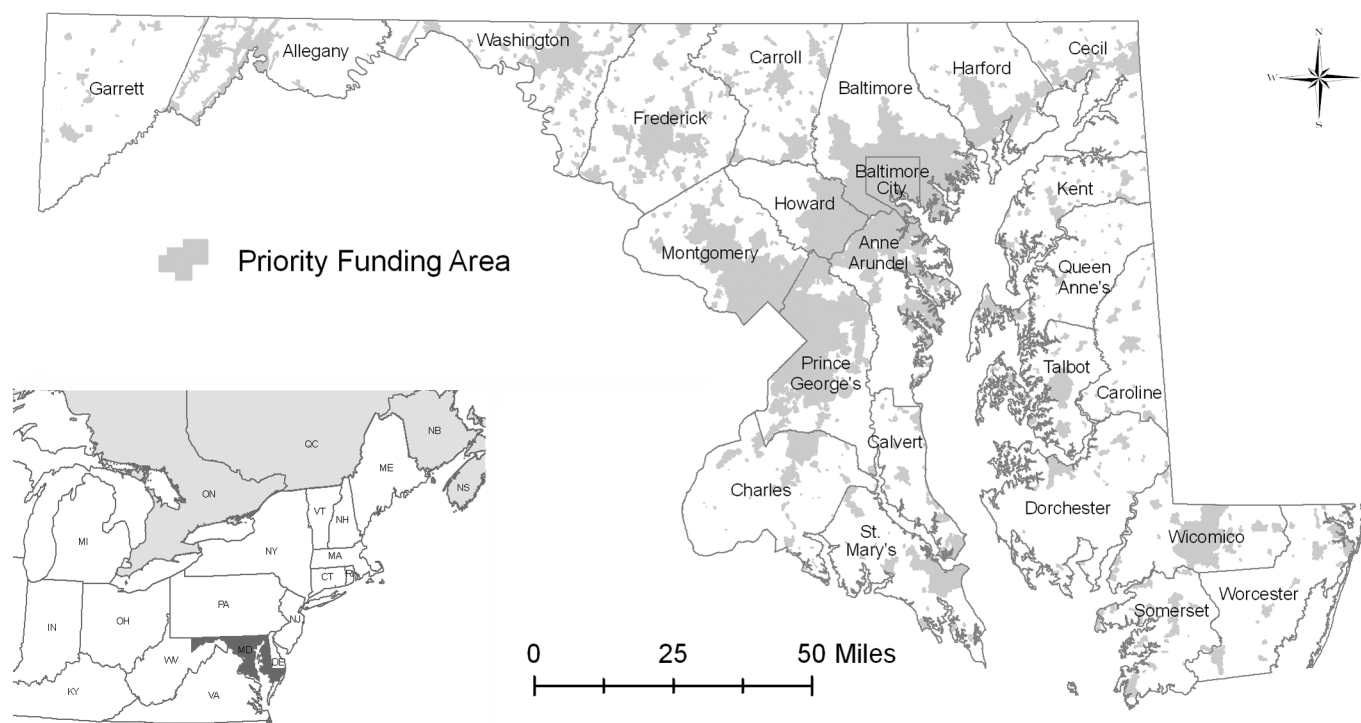 N
W
S
Garrett
Allegany
Washington
Frederick
Carroll
Baltimore
Harford
Cecil
Baltimore
City
Howard
Montgomery
Anne
Arundel
Kent
Queen
Anne's
Prince
George's
Talbot
Caroline
Calvert
Charles
St.
Mary's
Dorchester
Wicomico
Somerset
Worcester
Priority Funding Area
QC
NB
ME
NS
ON
VT
NH
MI
NY
MA
CT
RI
PA
NJ
IN
OH
MD
DE
WV
KY
VA
0 25 50 Miles